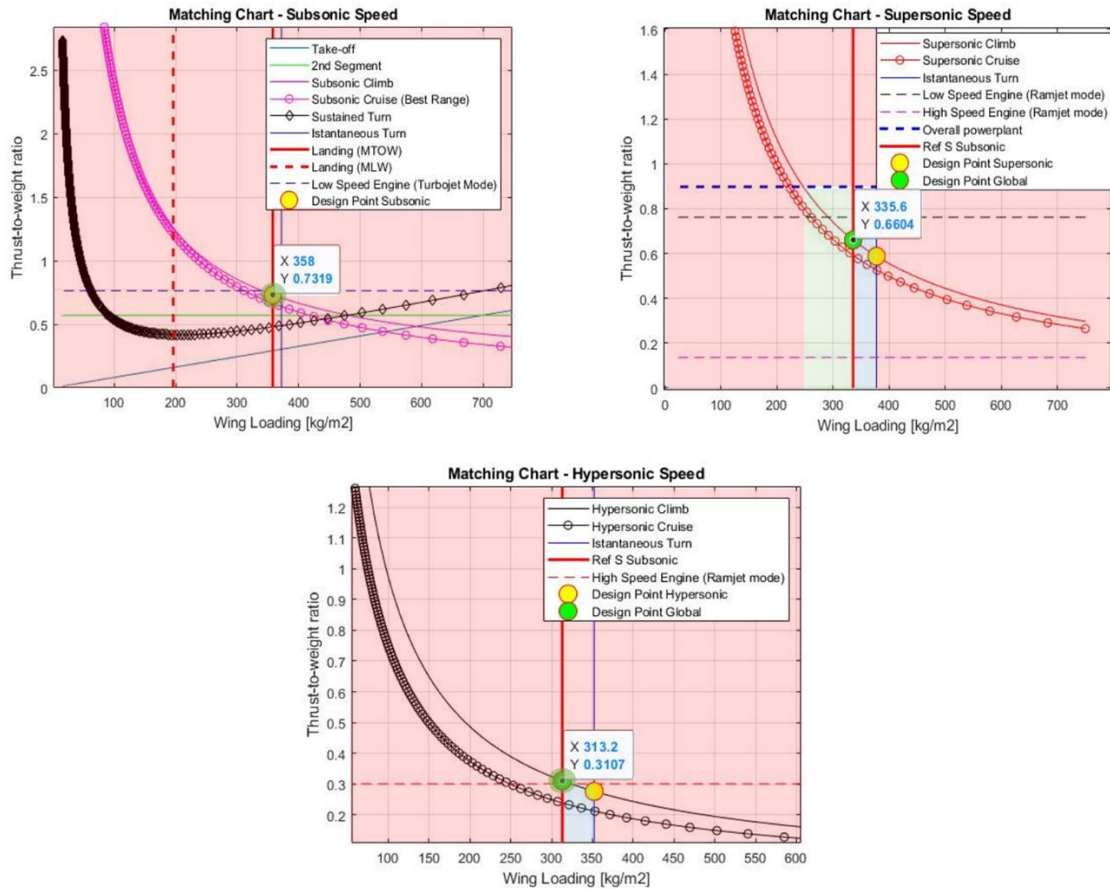 Matching Chart - Subsonic Speed
Thrust-to-weight ratio
2.5
2
1.5
1
0.5
0
100
200
300
400
500
600
700
Wing Loading [kg/m2]
Take-off
2nd Segment
Subsonic Climb
Subsonic Cruise (Best Range)
Sustained Turn
Istantaneous Turn
Landing (MTOW)
Landing (MLW)
Low Speed Engine (Turbojet Mode)
Design Point Subsonic
X 358
Y 0.7319
Matching Chart - Supersonic Speed
Thrust-to-weight ratio
1.6
1.4
1.2
1
0.8
0.6
0.4
0.2
0
0
100
200
300
400
500
600
700
Wing Loading [kg/m2]
Supersonic Climb
Supersonic Cruise
Istantaneous Turn
Low Speed Engine (Ramjet mode)
High Speed Engine (Ramjet mode)
Overall powerplant
Ref S Subsonic
Design Point Supersonic
Design Point Global
X 335.6
Y 0.6604
Matching Chart - Hypersonic Speed
Thrust-to-weight ratio
1.2
1.1
1
0.9
0.8
0.7
0.6
0.5
0.4
0.3
0.2
100
150
200
250
300
350
400
450
500
550
600
Wing Loading [kg/m2]
Hypersonic Climb
Hypersonic Cruise
Istantaneous Turn
Ref S Subsonic
High Speed Engine (Ramjet mode)
Design Point Hypersonic
Design Point Global
X 313.2
Y 0.3107